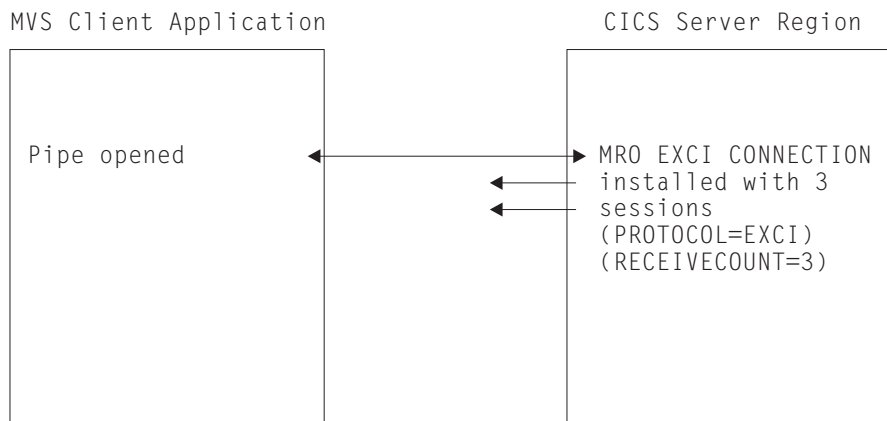 MVS Client Application
CICS Server Region
Pipe opened
MRO EXCI CONNECTION
installed with 3
sessions
(PROTOCOL=EXCI)
(RECEIVECOUNT=3)